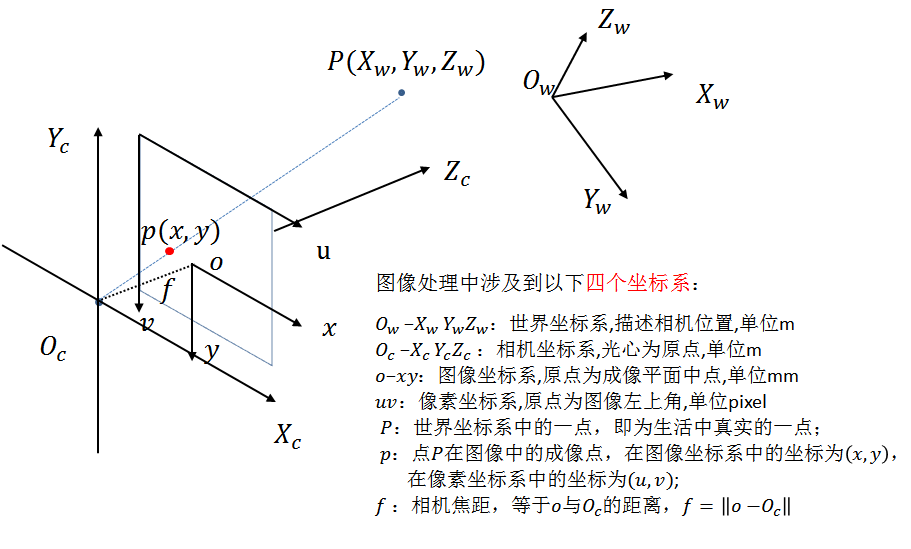 Z_w
P(X_w,Y_w,Z_w)
O_w
X_w
Y_c
Z_c
Y_w
p(x,y)
u
o
f
v
x
y
O_c
X_c
图像处理中涉及到以下四个坐标系：
O_w–X_w Y_wZ_w：世界坐标系,描述相机位置,单位m
O_c –X_c Y_cZ_c：相机坐标系,光心为原点,单位m
o–xy：图像坐标系,原点为成像平面中点,单位mm
uv：像素坐标系,原点为图像左上角,单位pixel
P：世界坐标系中的一点，即为生活中真实的一点；
p：点P在图像中的成像点，在图像坐标系中的坐标为(x,y)，
在像素坐标系中的坐标为(u,v);
f：相机焦距，等于o与O_c的距离，f = ‖o –O_c‖